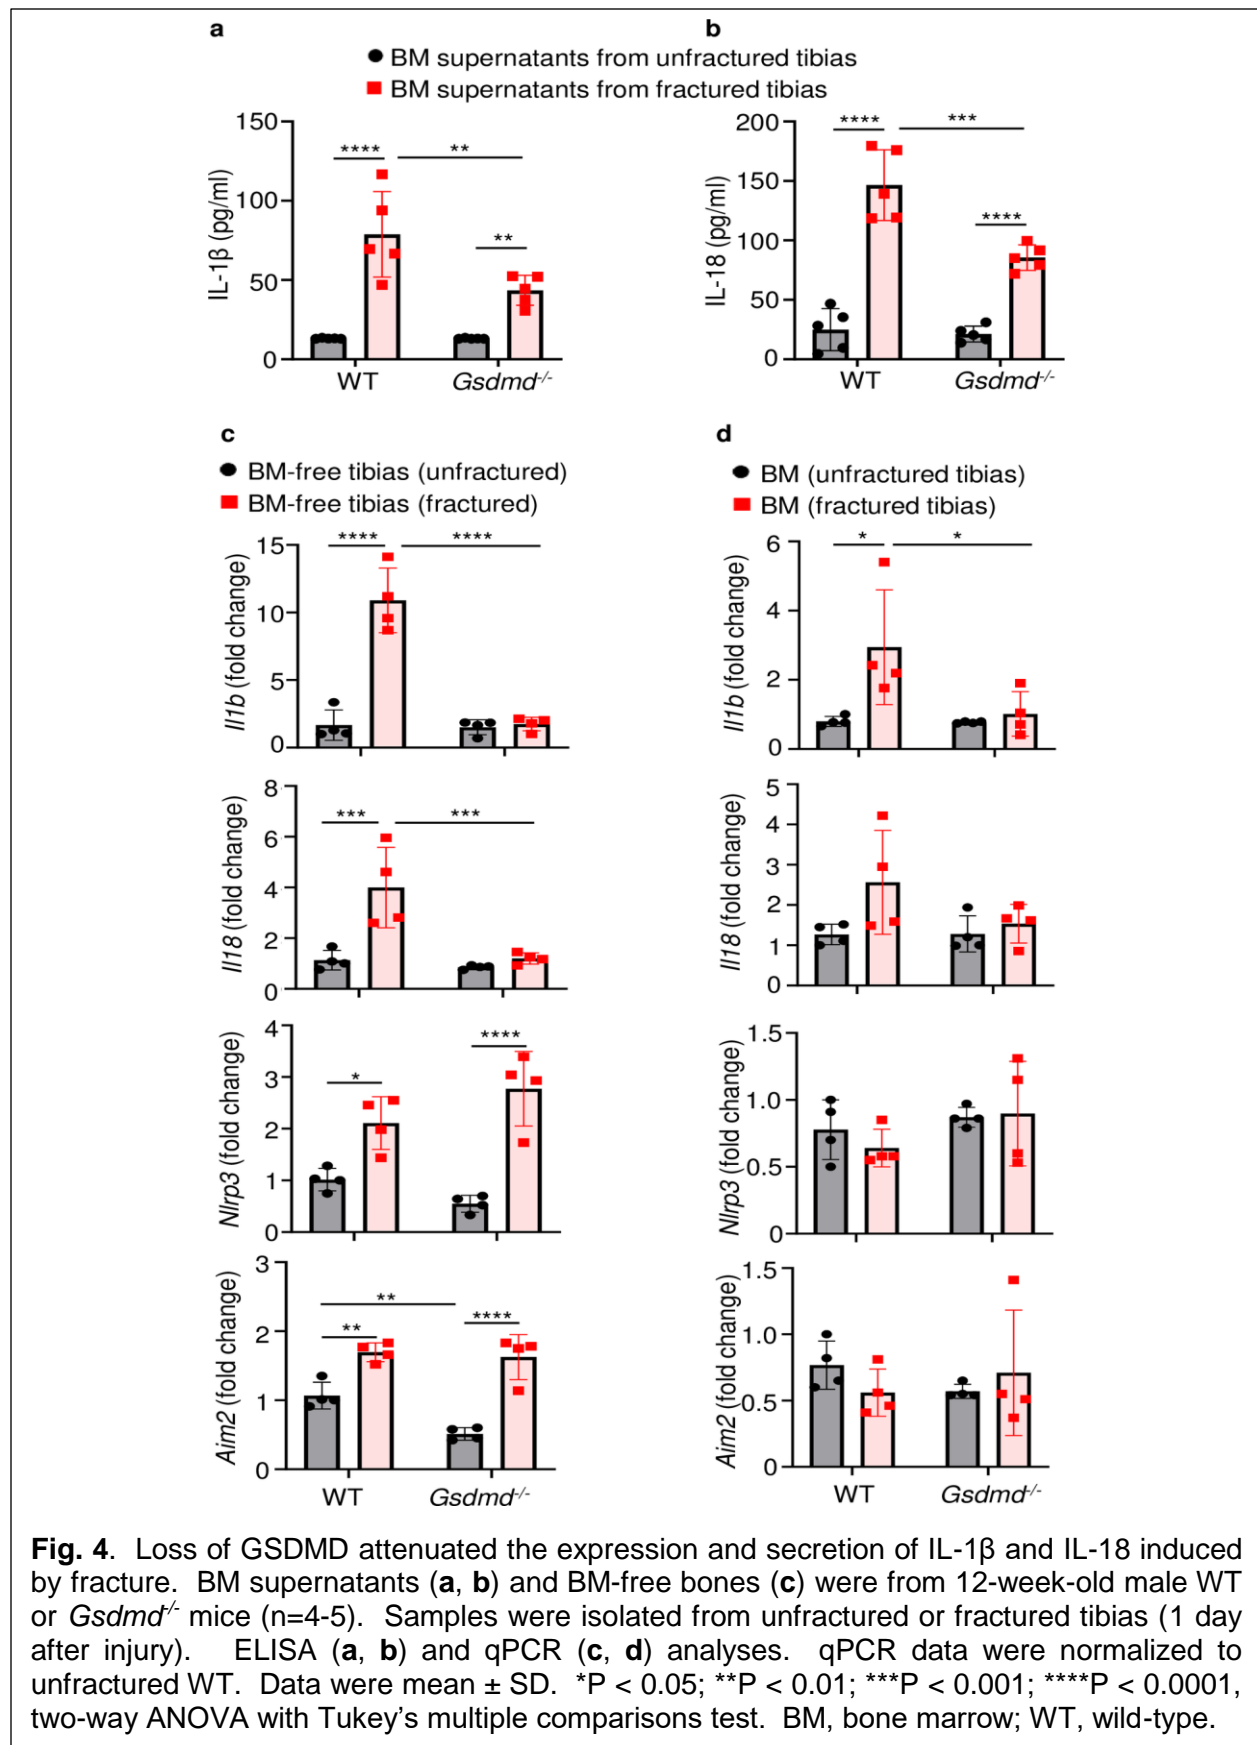 a
b
BM supernatants from unfractured tibias
BM supernatants from fractured tibias
150
100
50
0
IL-1β (pg/ml)
****
**
**
WT
Gsdmd-/-
200
150
100
50
0
IL-18 (pg/ml)
****
***
****
WT
Gsdmd-/-
c
BM-free tibias (unfractured)
BM-free tibias (fractured)
d
BM (unfractured tibias)
BM (fractured tibias)
15
10
5
0
Il1b (fold change)
****
****
6
4
2
0
Il1b (fold change)
*
*
8
6
4
2
0
Il18 (fold change)
***
***
5
4
3
2
1
0
Il18 (fold change)
4
3
2
1
0
Nlrp3 (fold change)
*
****
1.5
1.0
0.5
0
Nlrp3 (fold change)
3
2
1
0
Aim2 (fold change)
**
**
****
WT
Gsdmd-/-
1.5
1.0
0.5
0
Aim2 (fold change)
WT
Gsdmd-/-
Fig. 4. Loss of GSDMD attenuated the expression and secretion of IL-1β and IL-18 induced
by fracture. BM supernatants (a, b) and BM-free bones (c) were from 12-week-old male WT
or Gsdmd-/- mice (n=4-5). Samples were isolated from unfractured or fractured tibias (1 day
after injury). ELISA (a, b) and qPCR (c, d) analyses. qPCR data were normalized to
unfractured WT. Data were mean ± SD. *P < 0.05; **P < 0.01; ***P < 0.001; ****P < 0.0001,
two-way ANOVA with Tukey's multiple comparisons test. BM, bone marrow; WT, wild-type.